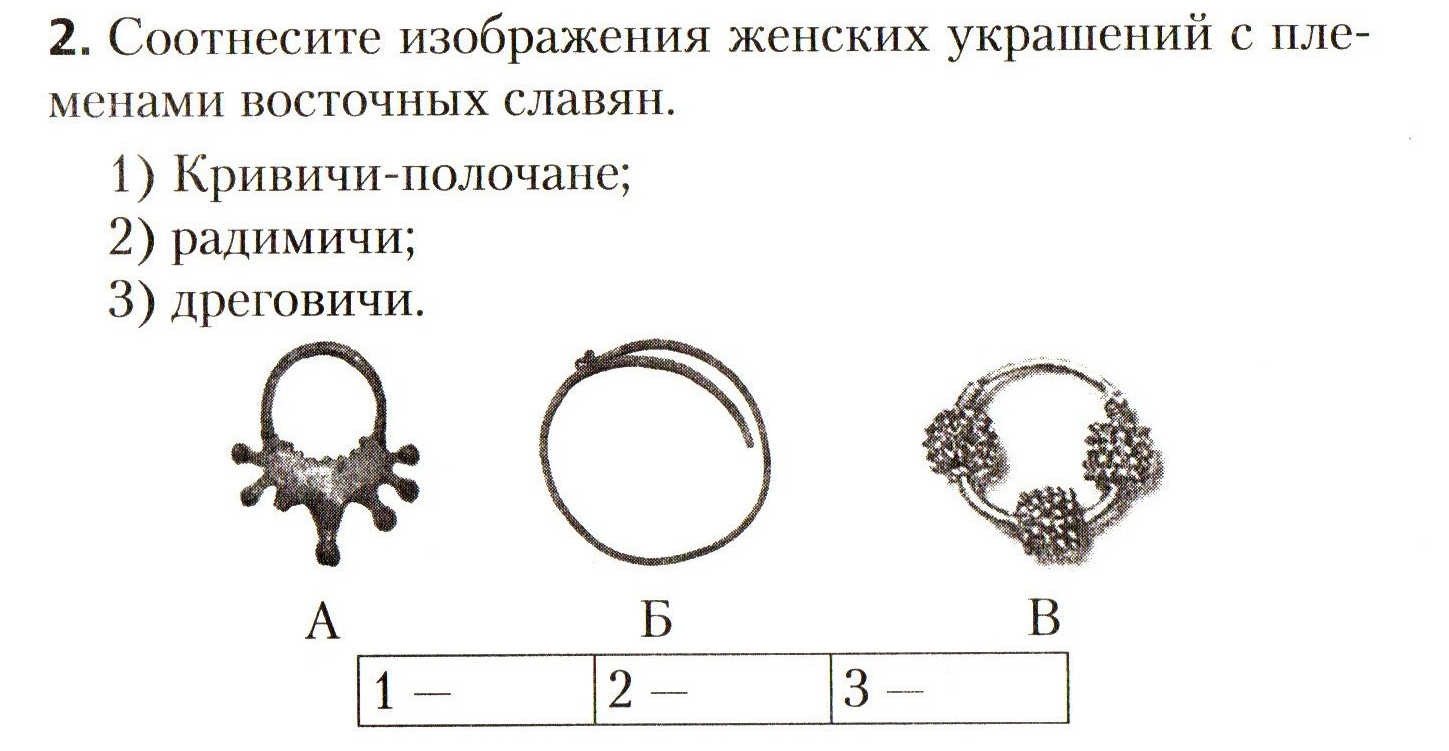 2. Соотнесите изображения женских украшений с пле-
менами восточных славян.
1) Кривичи-полочане;
2) радимичи;
3) дреговичи.
А Б В
1 — 2 — 3 —